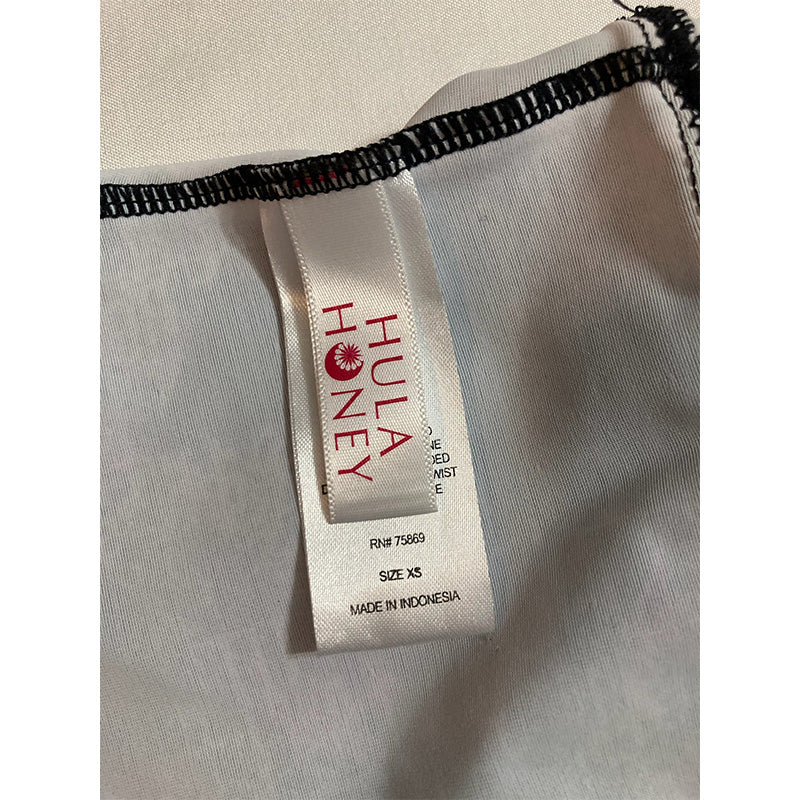 HULA
HONEY
RN# 75869
SIZE XS
MADE IN INDONESIA